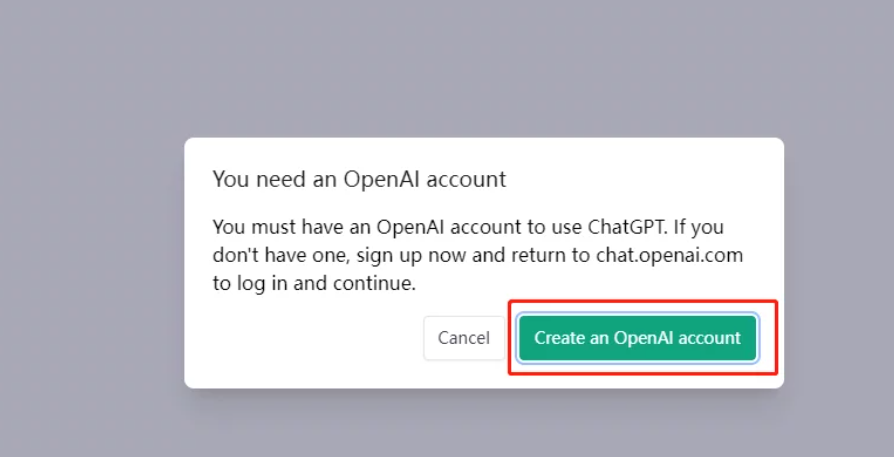 You need an OpenAI account
You must have an OpenAI account to use ChatGPT. If you
don't have one, sign up now and return to chat.openai.com
to log in and continue.
Cancel
Create an OpenAI account